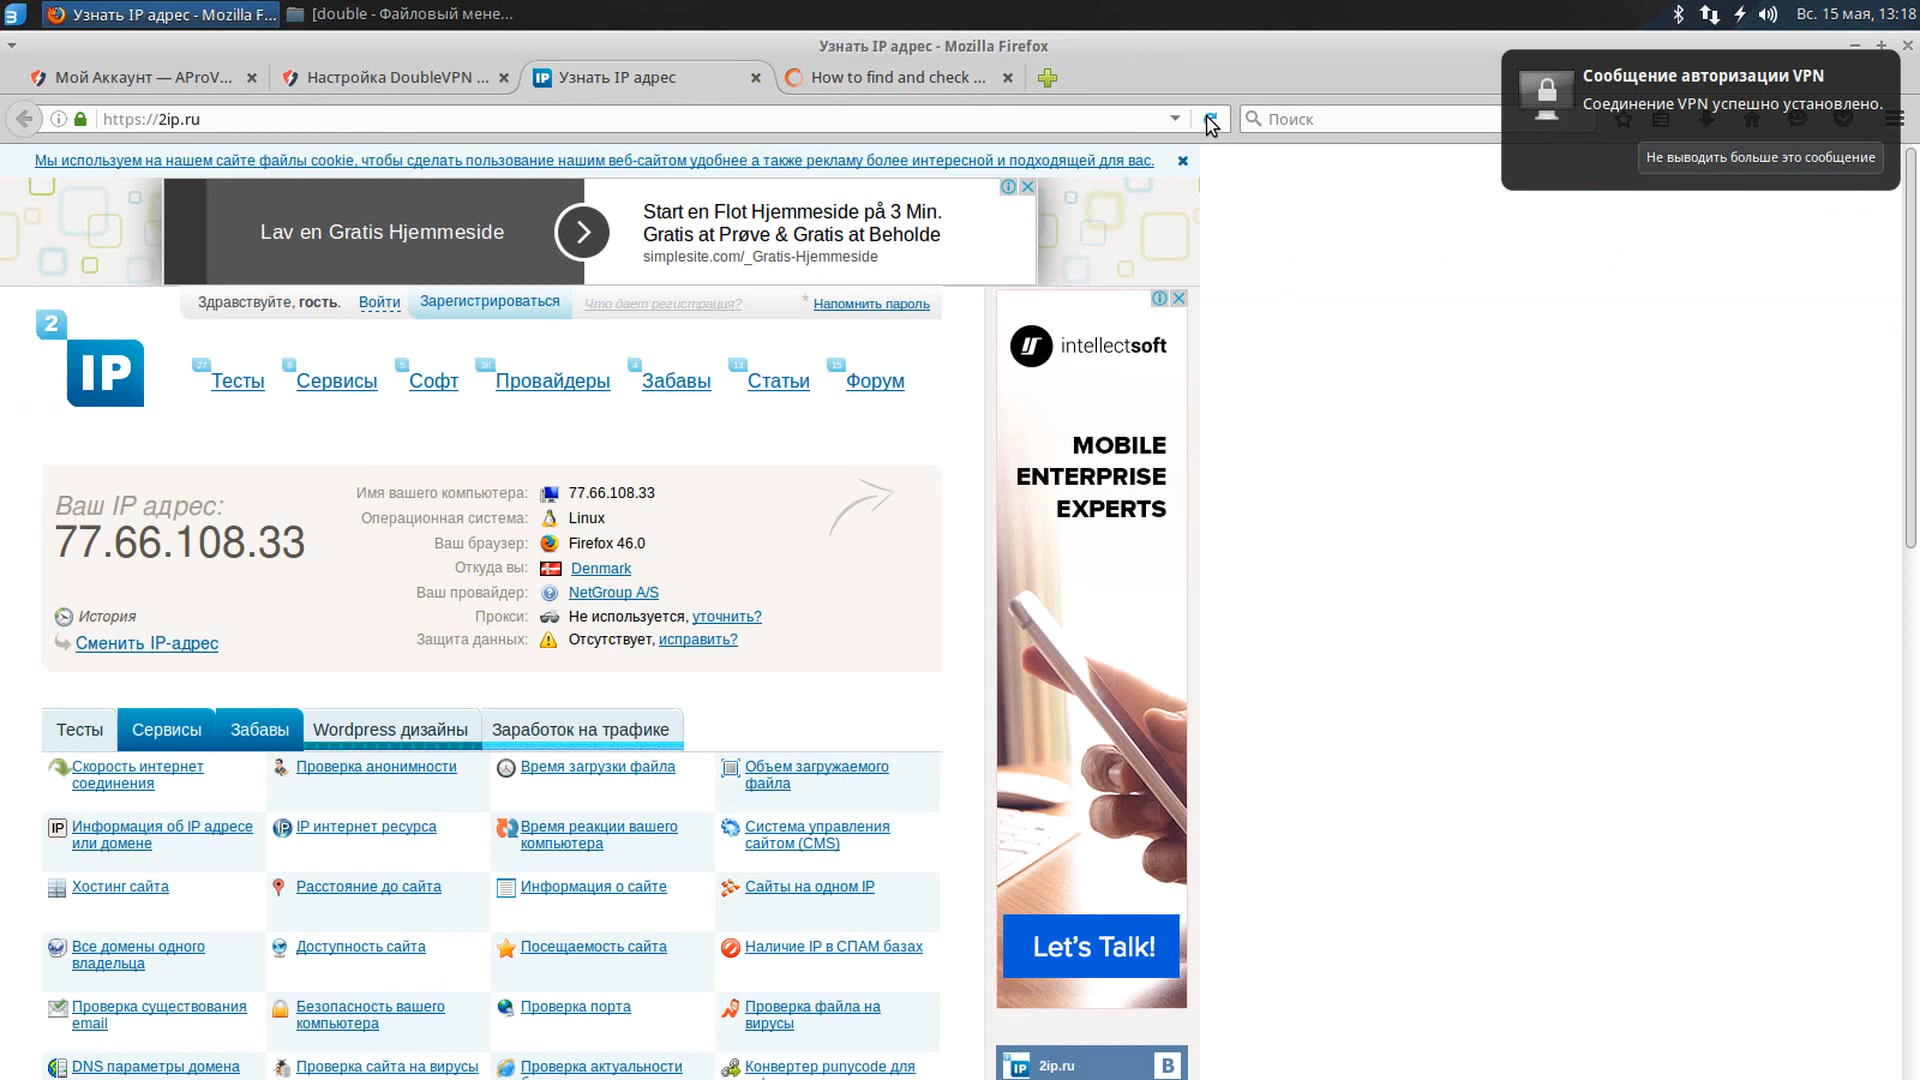 Узнать IP адрес - Mozilla F...
[double - Файловый мене...
Вс. 15 мая, 13:18
Узнать IP адрес - Mozilla Firefox
Мой Аккаунт — AProV...
Настройка DoubleVPN ...
Узнать IP адрес
How to find and check ...
https://2ip.ru
Поиск
Сообщение авторизации VPN
Соединение VPN успешно установлено.
Не выводить больше это сообщение
Мы используем на нашем сайте файлы cookie, чтобы сделать пользование нашим веб-сайтом удобнее а также рекламу более интересной и подходящей для вас.
Lav en Gratis Hjemmeside
Start en Flot Hjemmeside på 3 Min.
Gratis at Prøve & Gratis at Beholde
simplesite.com/_Gratis-Hjemmeside
Здравствуйте, гость. Войти Зарегистрироваться Что дает регистрация? * Напомнить пароль
2
IP
27 Тесты
9 Сервисы
5 Софт
3K Провайдеры
4 Забавы
13 Статьи
15 Форум
Ваш IP адрес:
77.66.108.33
История
Сменить IP-адрес
Имя вашего компьютера: 77.66.108.33
Операционная система: Linux
Ваш браузер: Firefox 46.0
Откуда вы: Denmark
Ваш провайдер: NetGroup A/S
Прокси: Не используется, уточнить?
Защита данных: Отсутствует, исправить?
intellectsoft
MOBILE
ENTERPRISE
EXPERTS
Let's Talk!
Тесты Сервисы Забавы Wordpress дизайны Заработок на трафике
Скорость интернет
соединения
Проверка анонимности
Время загрузки файла
Объем загружаемого
файла
Информация об IP адресе
или домене
IP интернет ресурса
Время реакции вашего
компьютера
Система управления
сайтом (CMS)
Хостинг сайта
Расстояние до сайта
Информация о сайте
Сайты на одном IP
Все домены одного
владельца
Доступность сайта
Посещаемость сайта
Наличие IP в СПАМ базах
Проверка существования
email
Безопасность вашего
компьютера
Проверка порта
Проверка файла на
вирусы
DNS параметры домена
Проверка сайта на вирусы
Проверка актуальности
Конвертер punycode для
2ip.ru
B